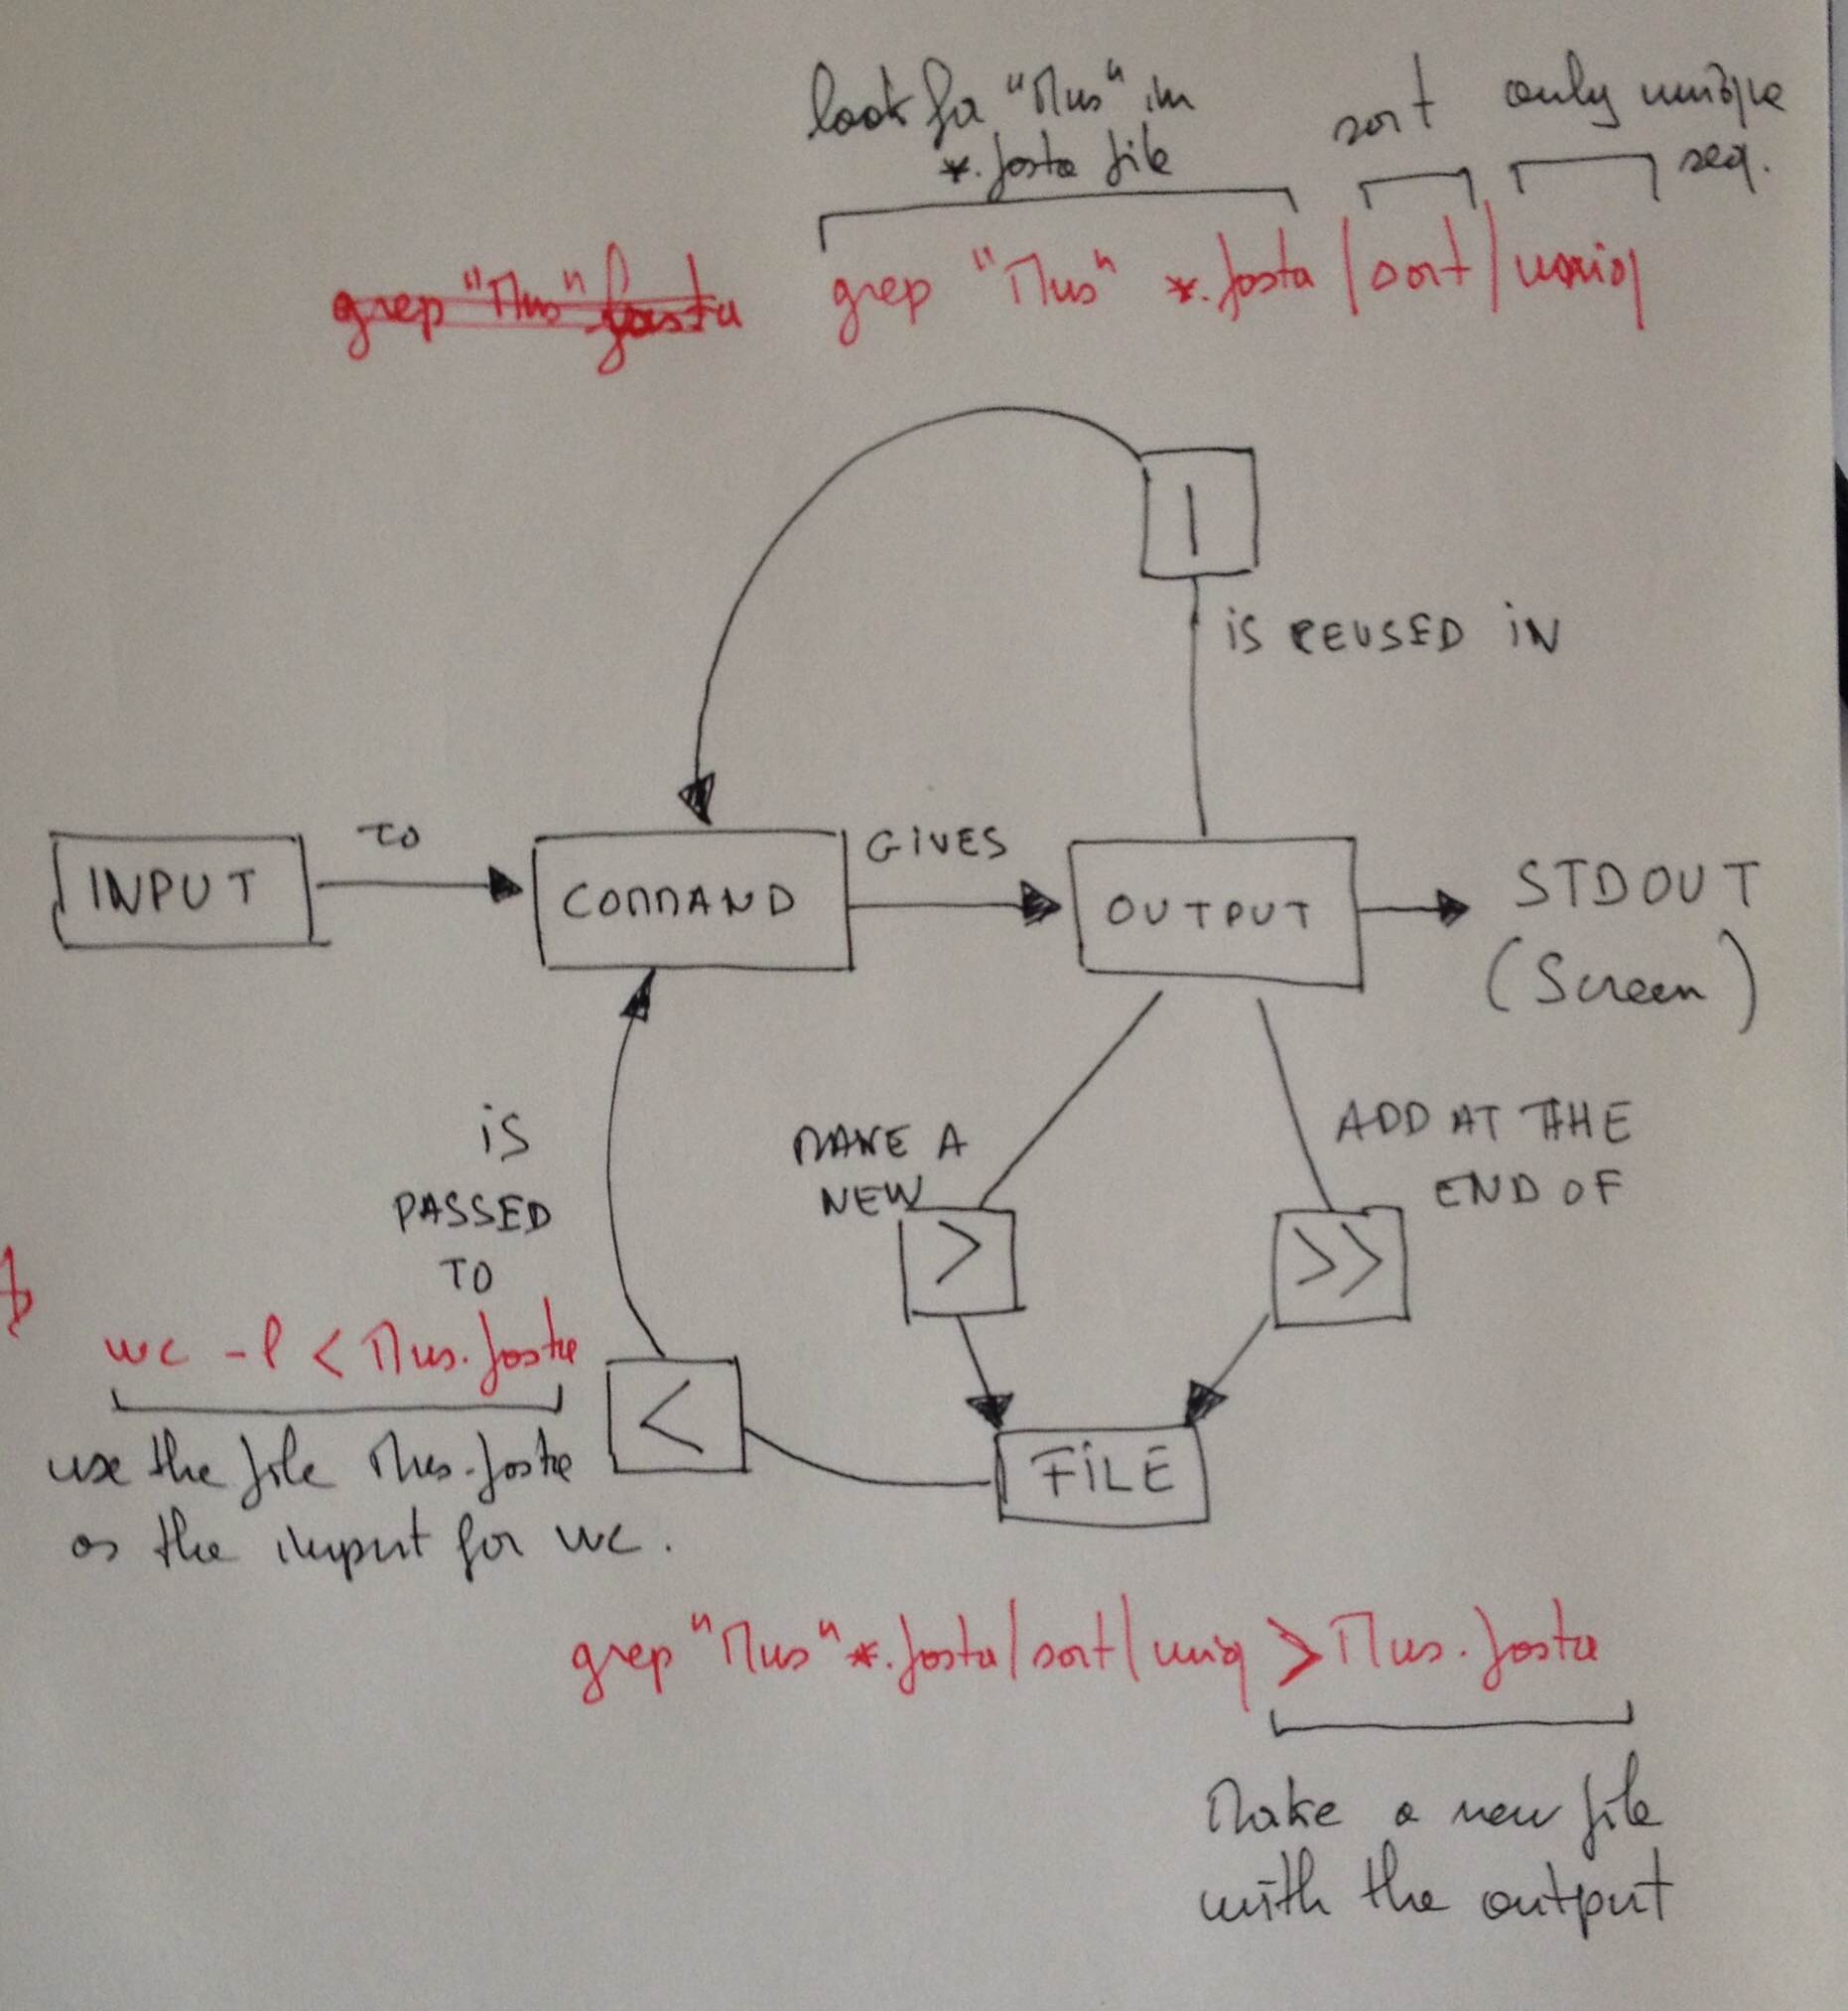 look for "Mus" in
*.fasta file
sort
only unique
seq.
grep "Mus" fasta
grep "Mus" *.fasta | sort | uniq
|
is REUSED iN
INPUT
TO
COMMAND
GIVES
OUTPUT
STDOUT
(Screen)
iS
PASSED
TO
MAKE A
NEW
>
ADD AT THE
END OF
>>
wc -l < Mus.fasta
<
use the file Mus.fasta
as the input for wc.
FiLE
grep "Mus" *.fasta | sort | uniq > Mus.fasta
Make a new file
with the output